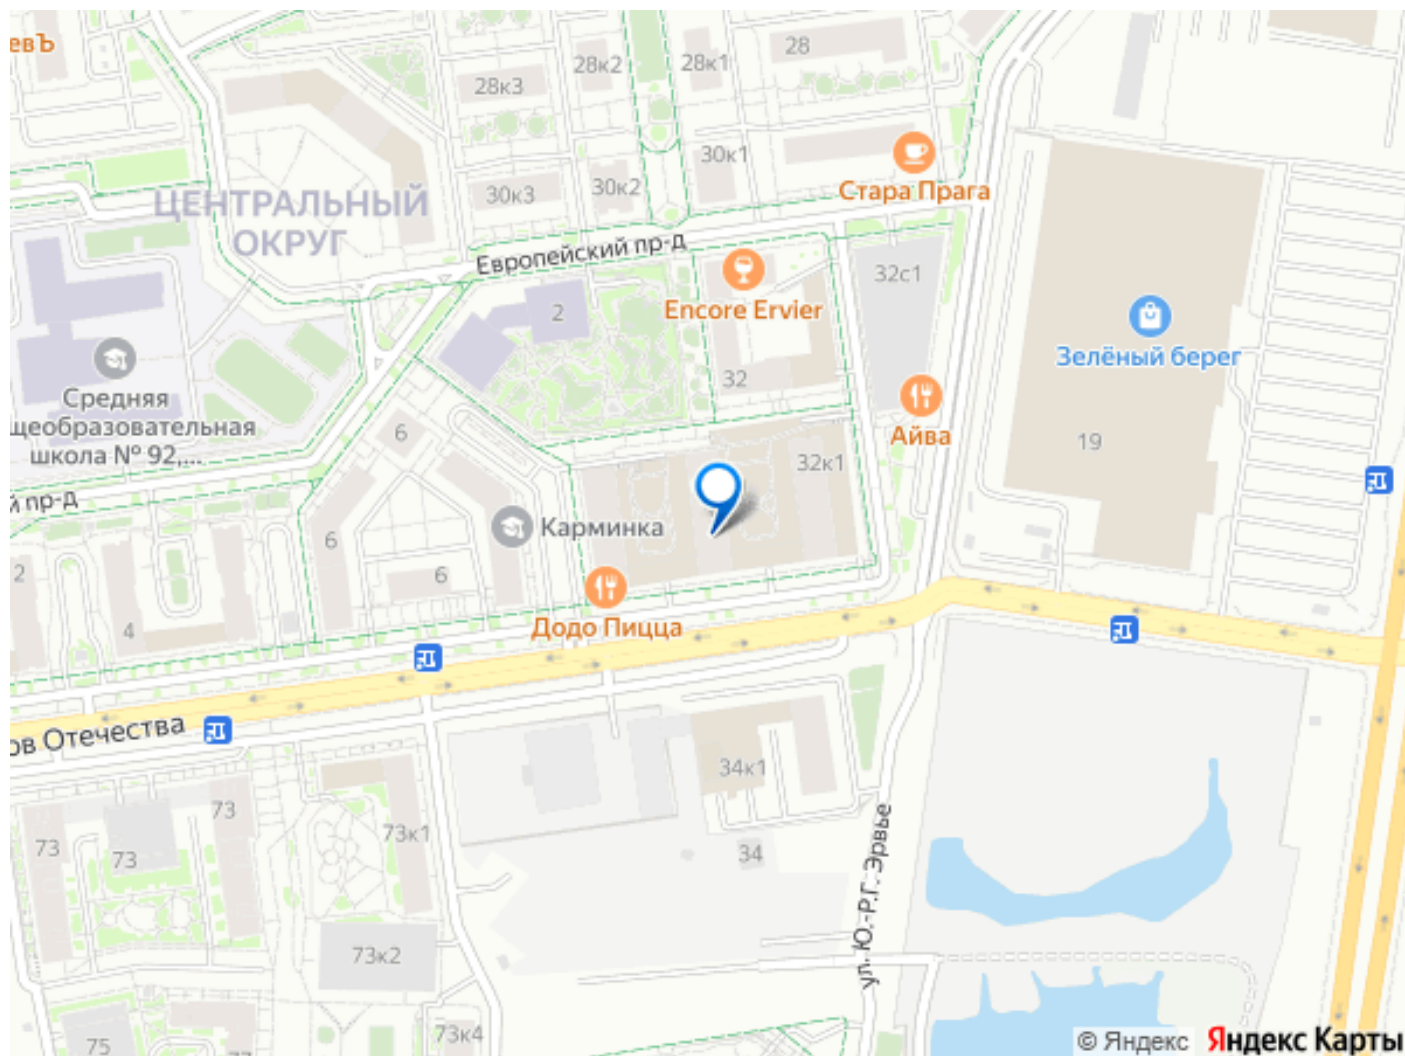 евЪ
28
28к2
28к1
28к3
30к1
Стара Прага
30к3
30к2
ЦЕНТРАЛЬНЫЙ
ОКРУГ
Европейский пр-д
32с1
2
Encore Ervier
Зелёный берег
32
Средняя
щеобразовательная
школа № 92,...
6
Айва
19
32к1
й пр-д
Карминка
6
6
2
4
Додо Пицца
ов Отечества
34к1
73
73к1
73
73
34
ул. Ю.-Р.Г. Эрвье
73к2
73к4
75
77
© Яндекс Яндекс Карты